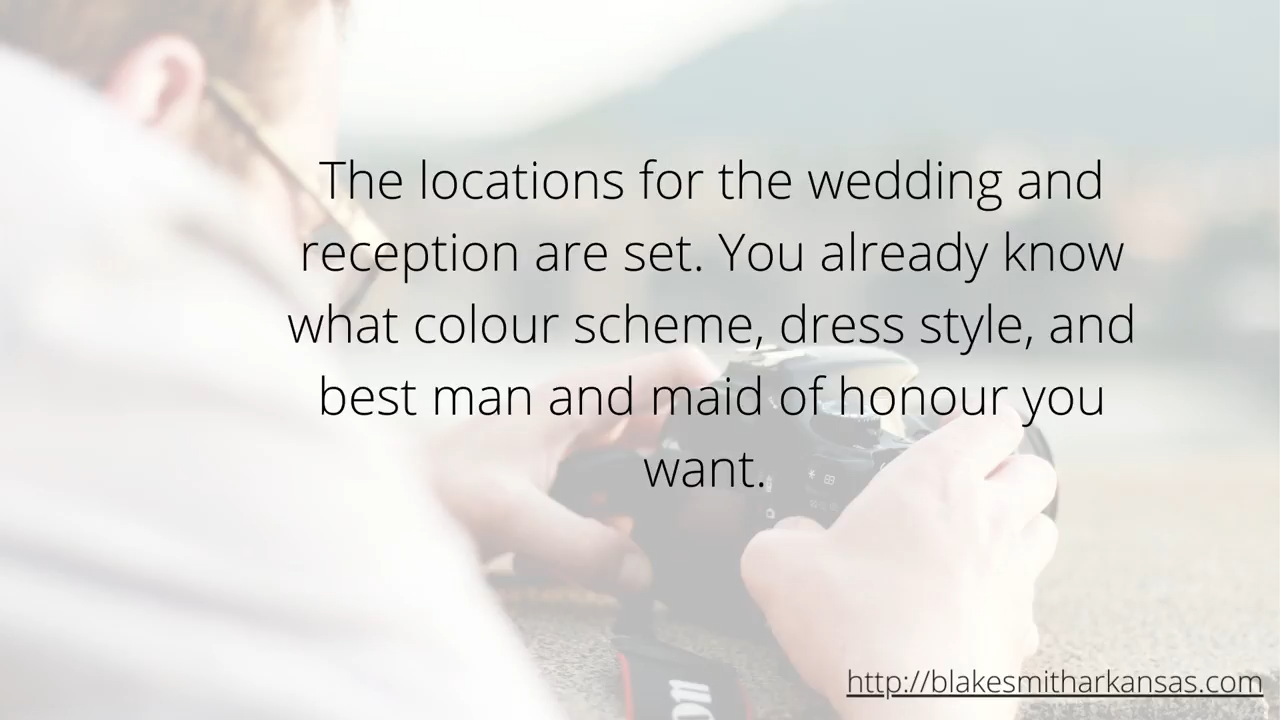 The locations for the wedding and
reception are set. You already know
what colour scheme, dress style, and
best man and maid of honour you
want.
http://blakesmitharkansas.com